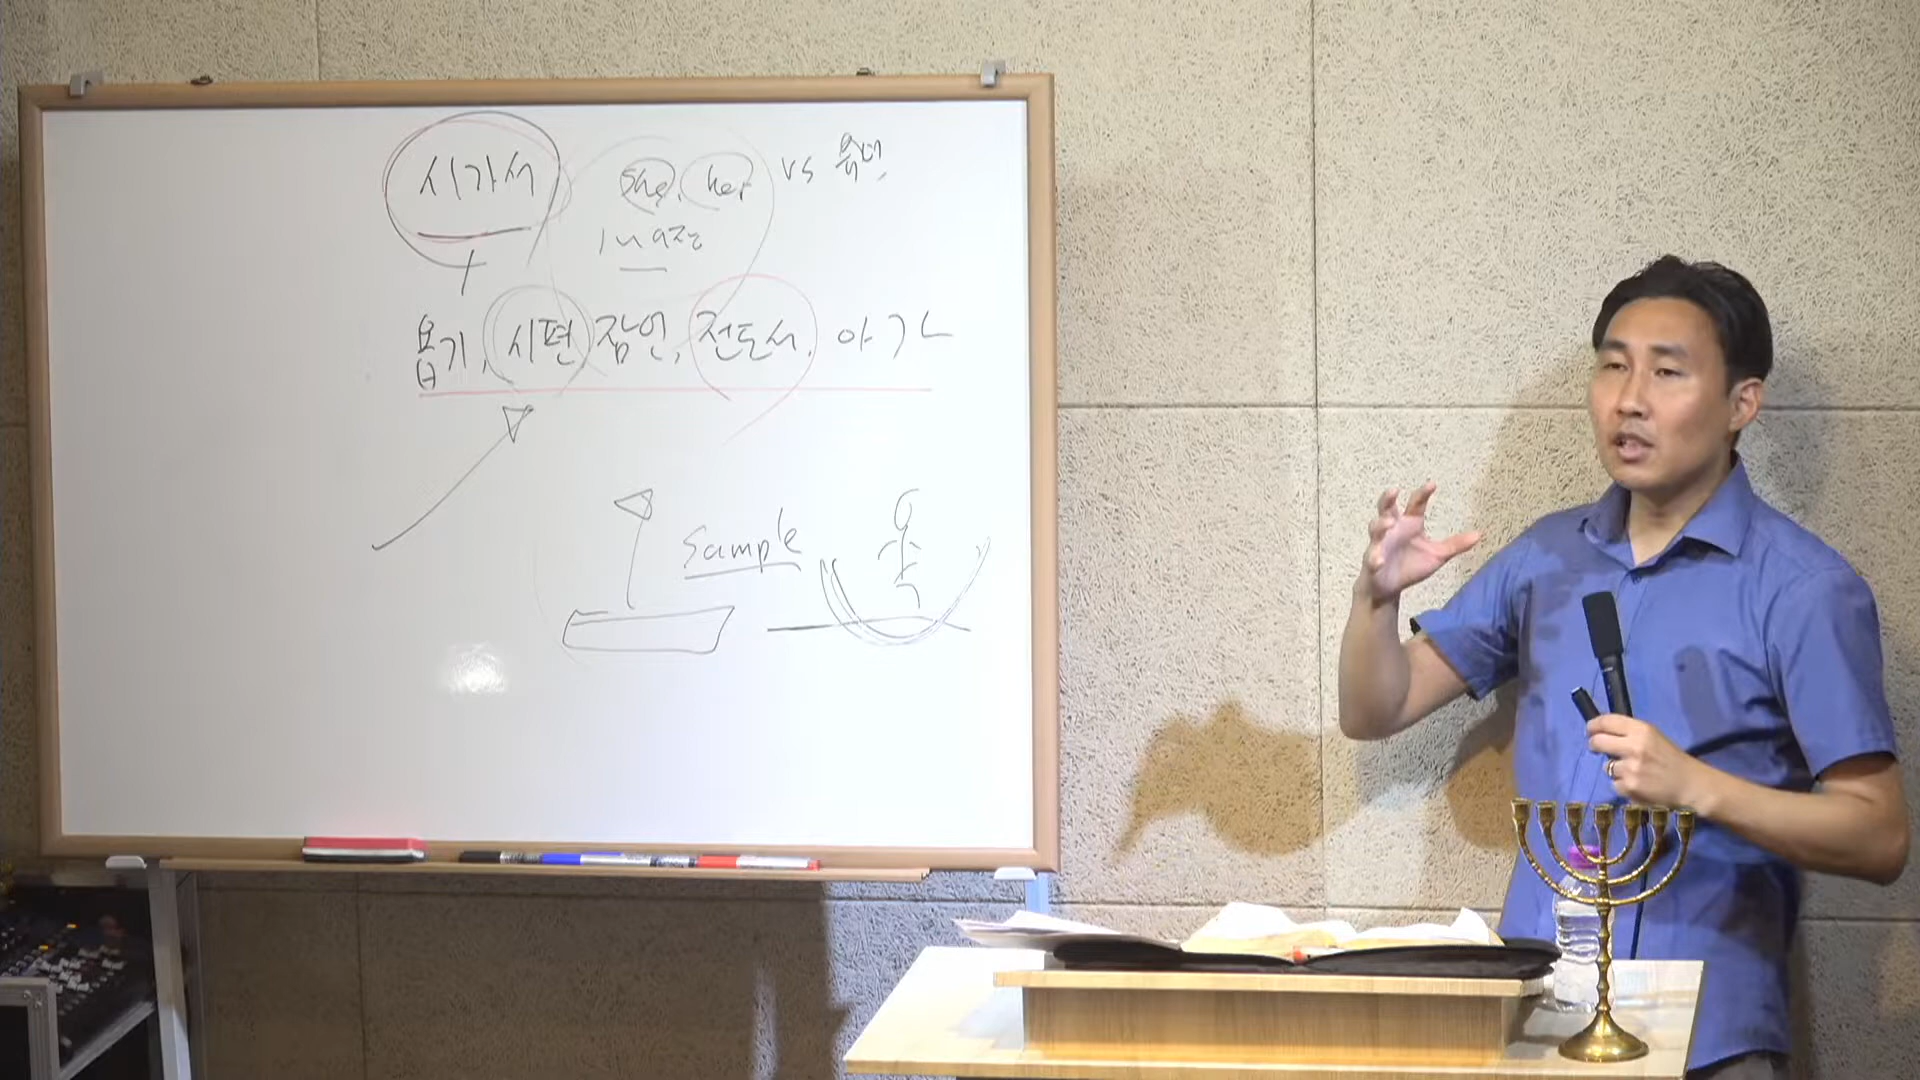 시가서 she, her vs 욥기,
욥기, 시편, 잠언, 전도서, 아가
sample